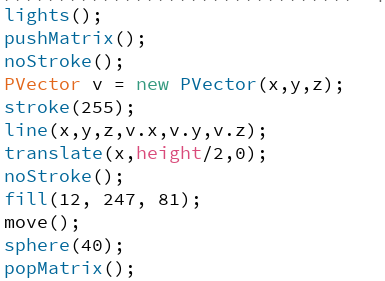 lights();
pushMatrix();
noStroke();
PVector v = new PVector(x,y,z);
stroke(255);
line(x,y,z,v.x,v.y,v.z);
translate(x,height/2,0);
noStroke();
fill(12, 247, 81);
move();
sphere(40);
popMatrix();